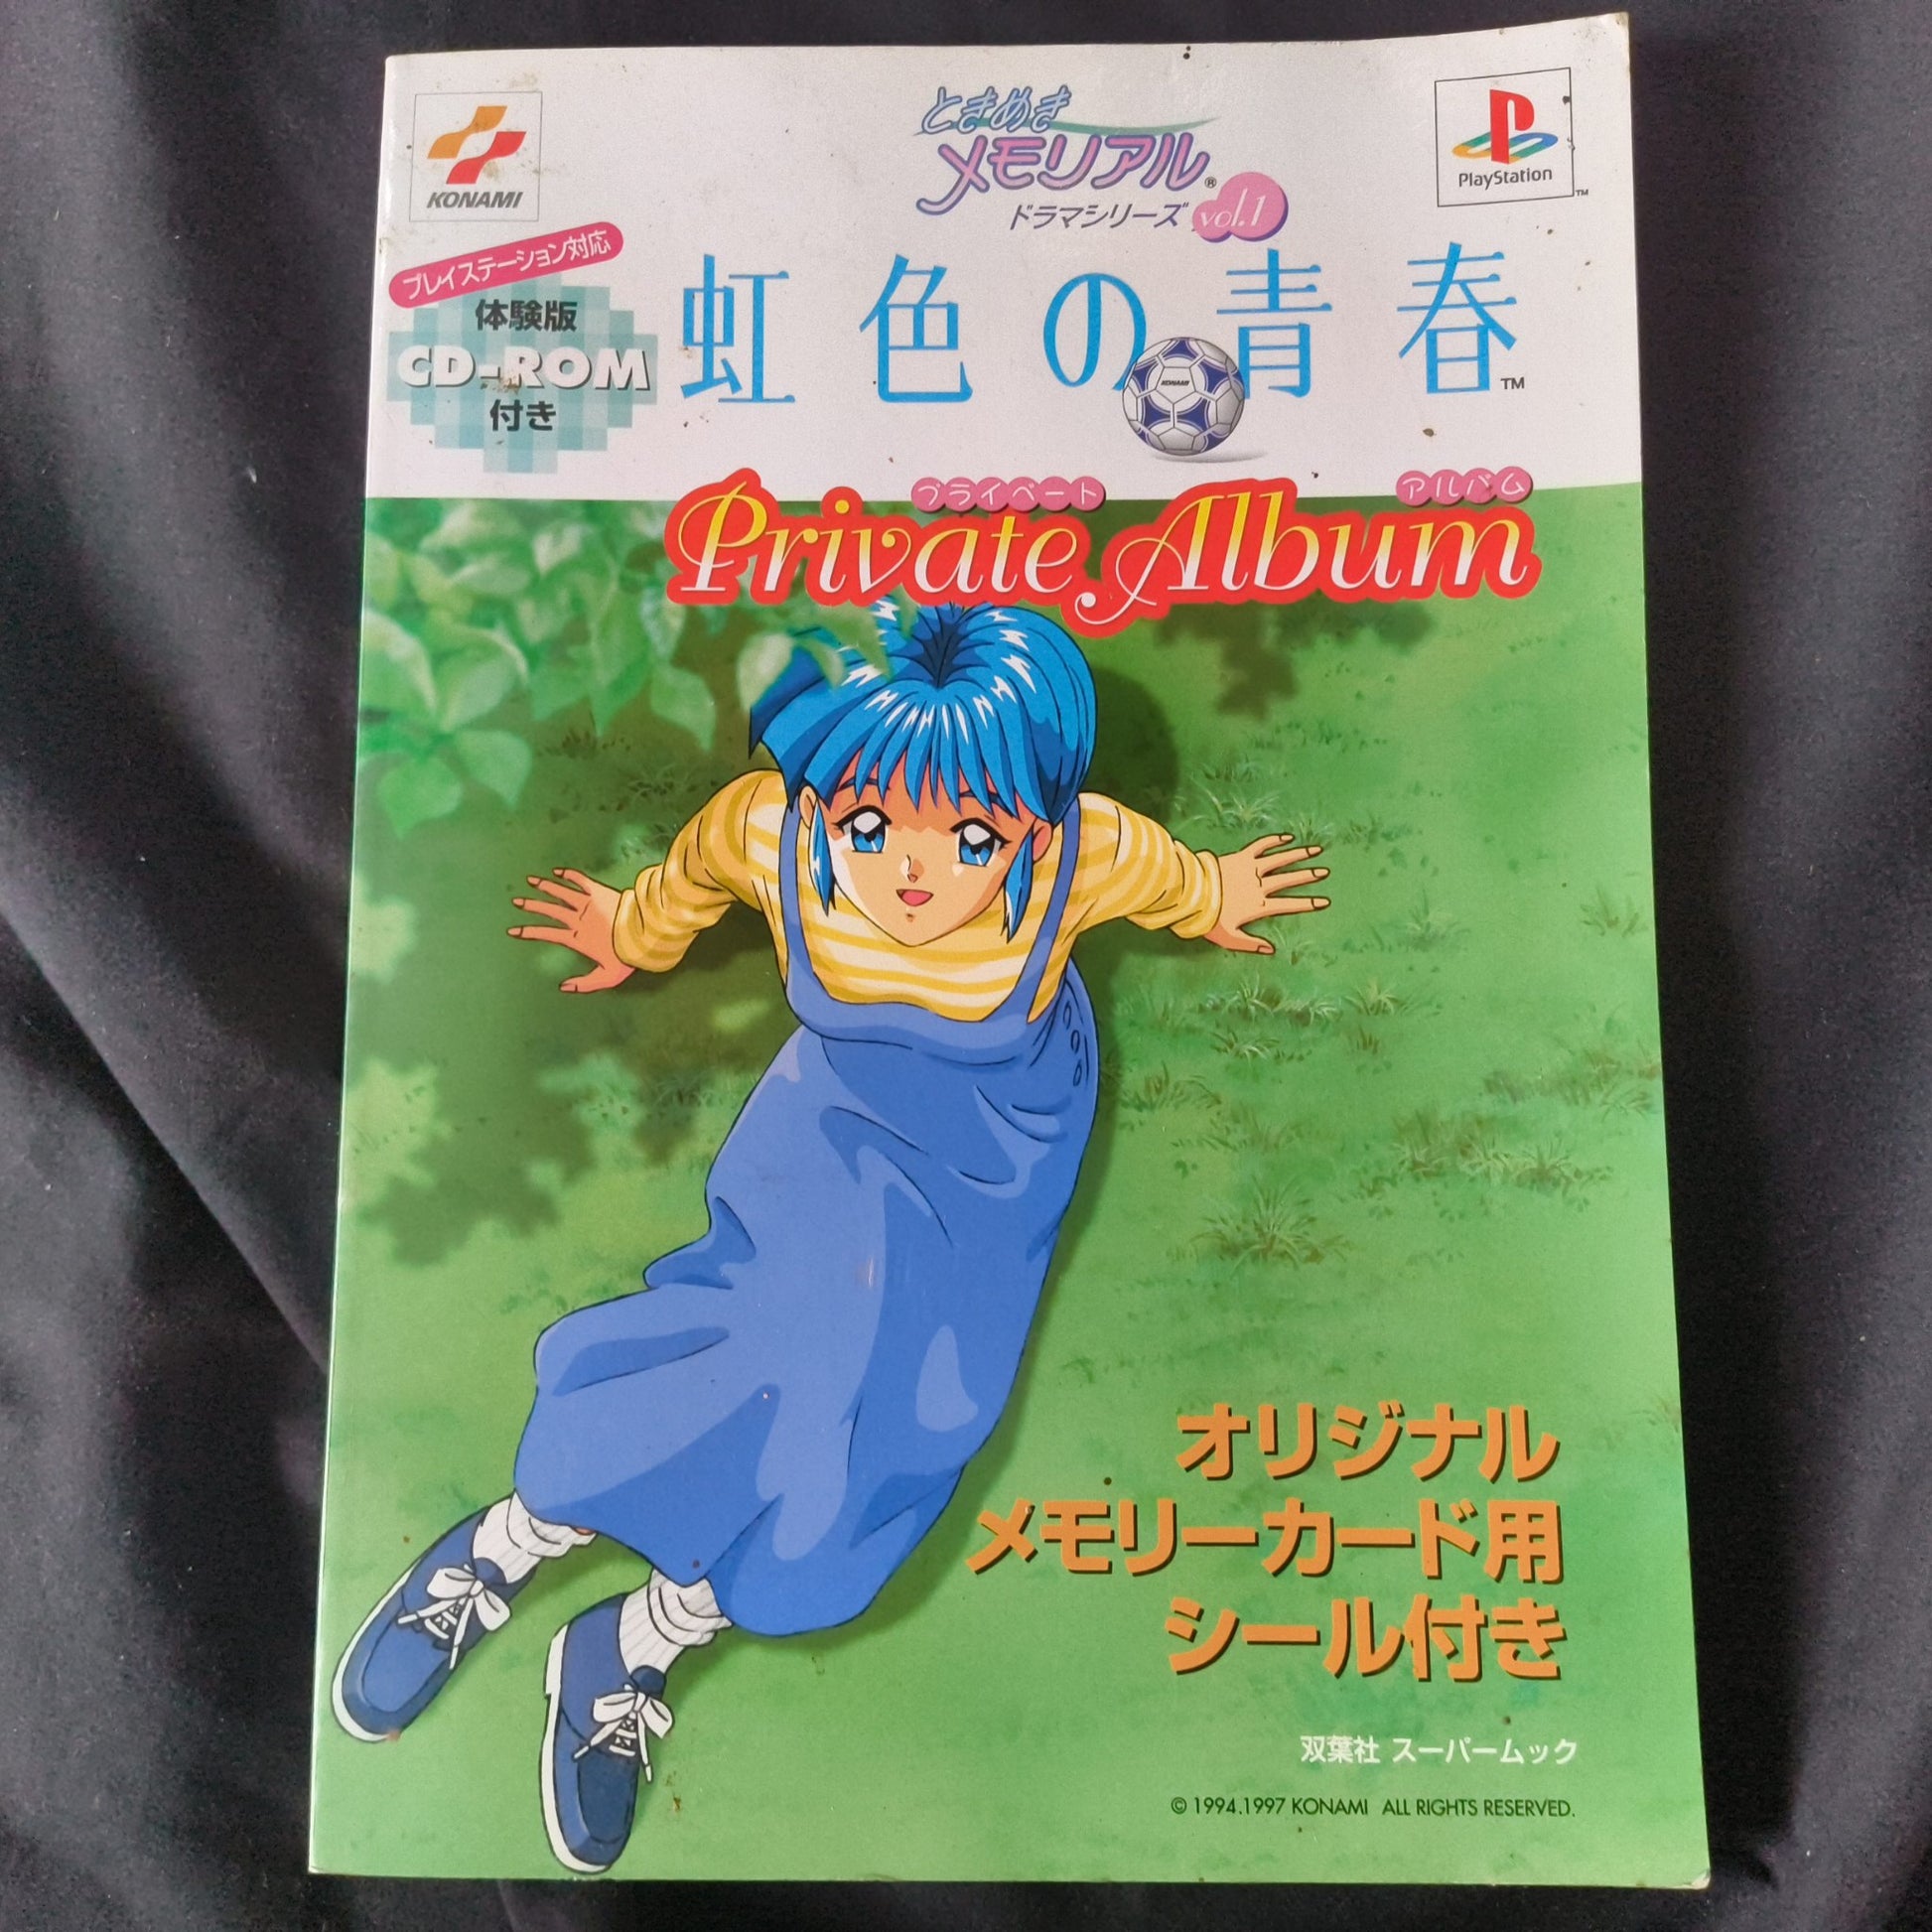 KONAMI
ときめき
メモリアル®
ドラマシリーズ vol.1
PlayStation™
プレイステーション対応
体験版
CD-ROM
付き
虹色の青春™
KONAMI
プライベート アルバム
Private Album
オリジナル
メモリーカード用
シール付き
双葉社 スーパームック
© 1994.1997 KONAMI ALL RIGHTS RESERVED.